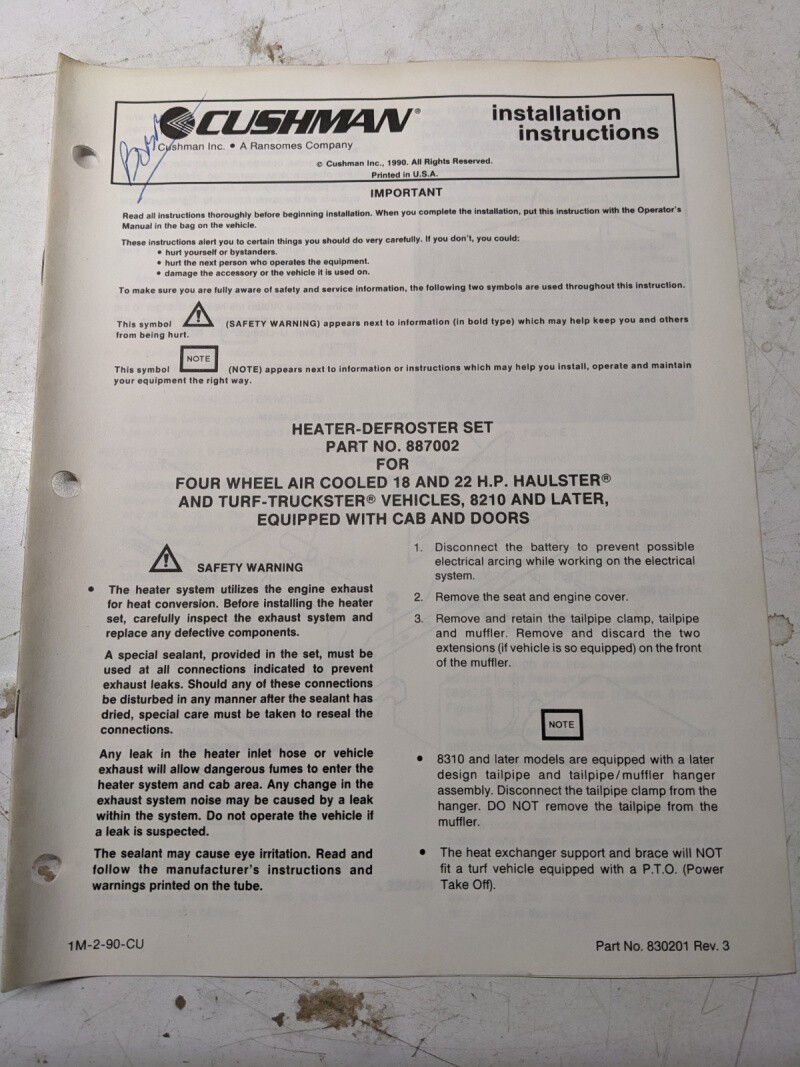 CUSHMAN®
Cushman Inc. • A Ransomes Company
installation
instructions
© Cushman Inc., 1990. All Rights Reserved.
Printed in U.S.A.
IMPORTANT
Read all instructions thoroughly before beginning installation. When you complete the installation, put this instruction with the Operator's
Manual in the bag on the vehicle.
These instructions alert you to certain things you should do very carefully. If you don't, you could:
• hurt yourself or bystanders.
• hurt the next person who operates the equipment.
• damage the accessory or the vehicle it is used on.
To make sure you are fully aware of safety and service information, the following two symbols are used throughout this instruction.
This symbol (SAFETY WARNING) appears next to information (in bold type) which may help keep you and others
from being hurt.
NOTE
This symbol (NOTE) appears next to information or instructions which may help you install, operate and maintain
your equipment the right way.
HEATER-DEFROSTER SET
PART NO. 887002
FOR
FOUR WHEEL AIR COOLED 18 AND 22 H.P. HAULSTER®
AND TURF-TRUCKSTER® VEHICLES, 8210 AND LATER,
EQUIPPED WITH CAB AND DOORS
SAFETY WARNING
• The heater system utilizes the engine exhaust
for heat conversion. Before installing the heater
set, carefully inspect the exhaust system and
replace any defective components.
A special sealant, provided in the set, must be
used at all connections indicated to prevent
exhaust leaks. Should any of these connections
be disturbed in any manner after the sealant has
dried, special care must be taken to reseal the
connections.
Any leak in the heater inlet hose or vehicle
exhaust will allow dangerous fumes to enter the
heater system and cab area. Any change in the
exhaust system noise may be caused by a leak
within the system. Do not operate the vehicle if
a leak is suspected.
The sealant may cause eye irritation. Read and
follow the manufacturer's instructions and
warnings printed on the tube.
1. Disconnect the battery to prevent possible
electrical arcing while working on the electrical
system.
2. Remove the seat and engine cover.
3. Remove and retain the tailpipe clamp, tailpipe
and muffler. Remove and discard the two
extensions (if vehicle is so equipped) on the front
of the muffler.
NOTE
• 8310 and later models are equipped with a later
design tailpipe and tailpipe/muffler hanger
assembly. Disconnect the tailpipe clamp from the
hanger. DO NOT remove the tailpipe from the
muffler.
• The heat exchanger support and brace will NOT
fit a turf vehicle equipped with a P.T.O. (Power
Take Off).
1M-2-90-CU
Part No. 830201 Rev. 3